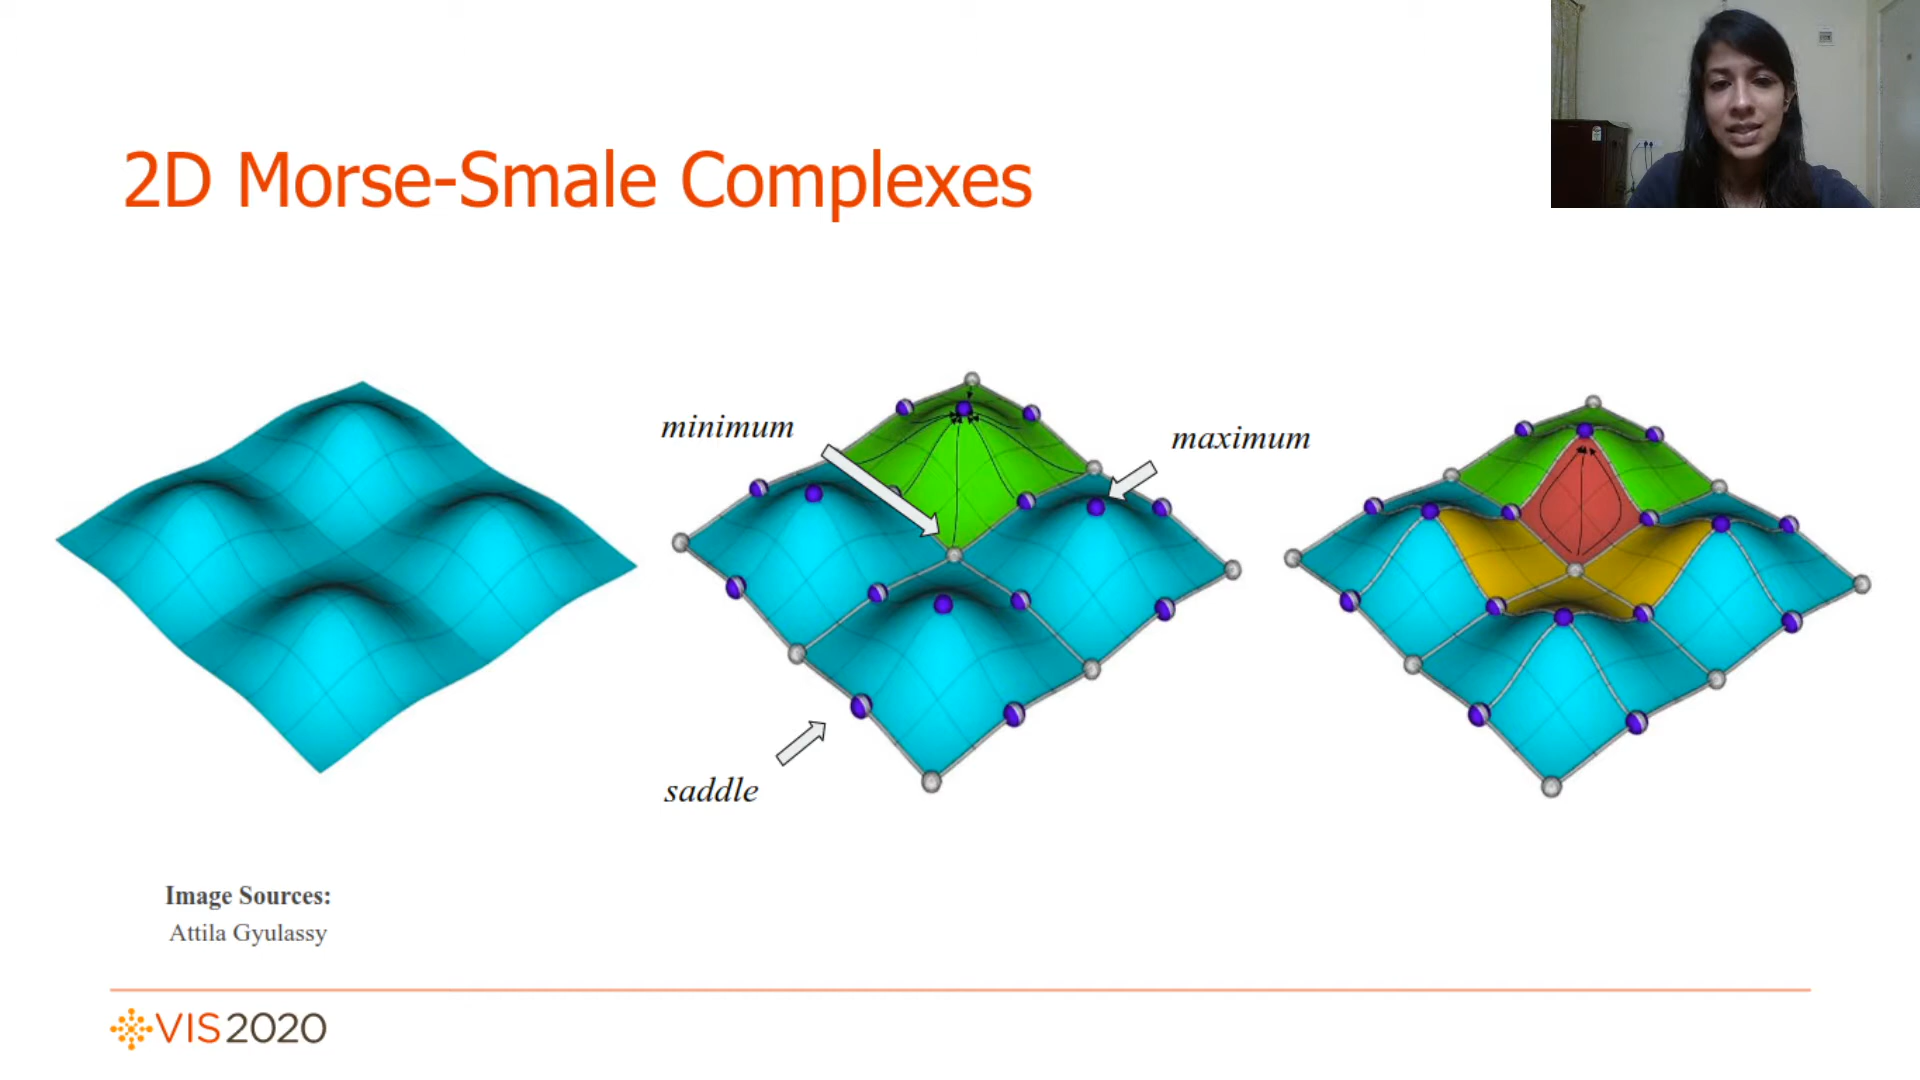 2D Morse-Smale Complexes
minimum
maximum
saddle
Image Sources:
Attila Gyulassy
VIS2020